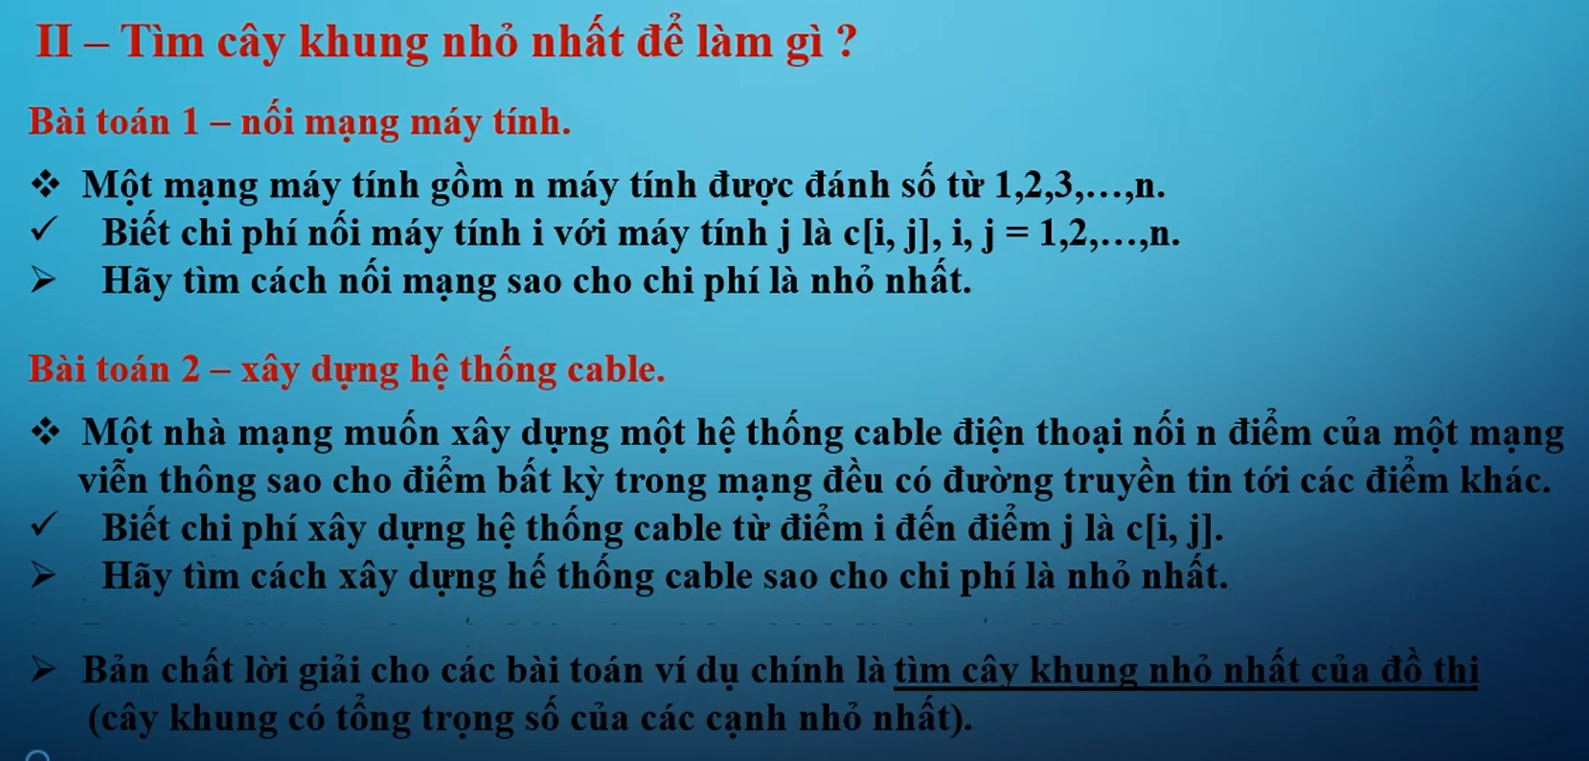 II – Tìm cây khung nhỏ nhất để làm gì ?
Bài toán 1 – nối mạng máy tính.
❖ Một mạng máy tính gồm n máy tính được đánh số từ 1,2,3,…,n.
✓ Biết chi phí nối máy tính i với máy tính j là c[i, j], i, j = 1,2,…,n.
➢ Hãy tìm cách nối mạng sao cho chi phí là nhỏ nhất.
Bài toán 2 – xây dựng hệ thống cable.
❖ Một nhà mạng muốn xây dựng một hệ thống cable điện thoại nối n điểm của một mạng
viễn thông sao cho điểm bất kỳ trong mạng đều có đường truyền tin tới các điểm khác.
✓ Biết chi phí xây dựng hệ thống cable từ điểm i đến điểm j là c[i, j].
➢ Hãy tìm cách xây dựng hế thống cable sao cho chi phí là nhỏ nhất.
➢ Bản chất lời giải cho các bài toán ví dụ chính là tìm cây khung nhỏ nhất của đồ thị
(cây khung có tổng trọng số của các cạnh nhỏ nhất).